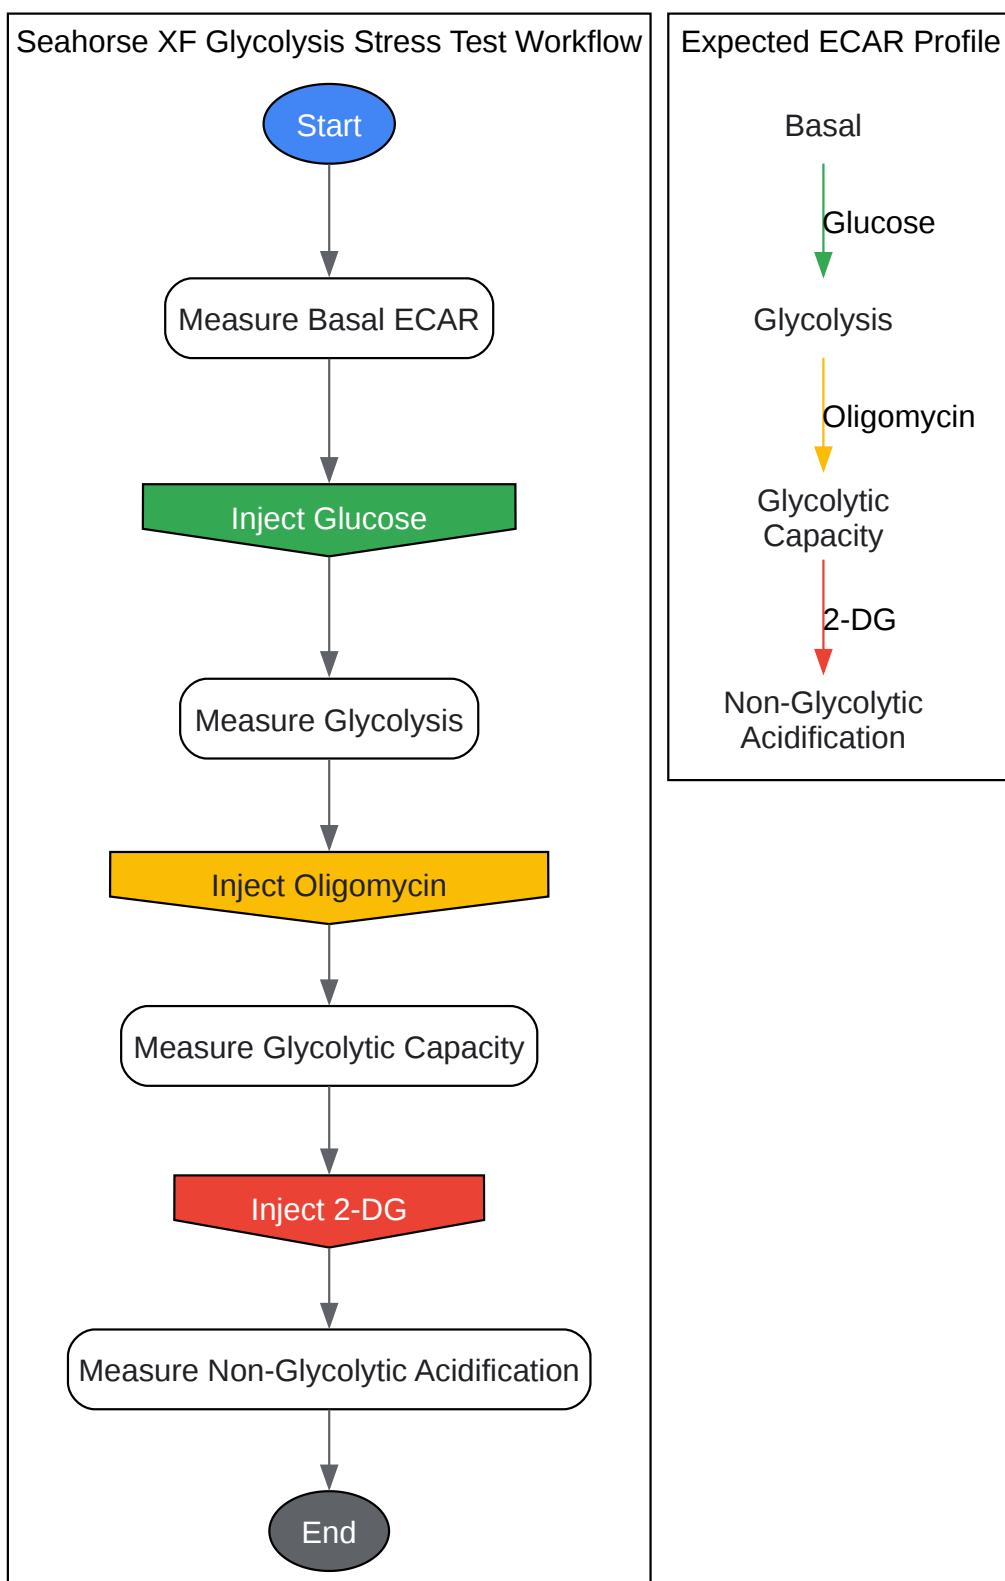 Seahorse XF Glycolysis Stress Test Workflow
Start
Measure Basal ECAR
Inject Glucose
Measure Glycolysis
Inject Oligomycin
Measure Glycolytic Capacity
Inject 2-DG
Measure Non-Glycolytic Acidification
End
Expected ECAR Profile
Basal
Glucose
Glycolysis
Oligomycin
Glycolytic
Capacity
2-DG
Non-Glycolytic
Acidification